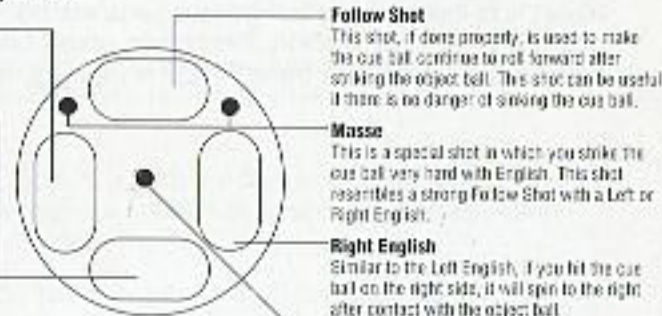 Follow Shot
This shot, if done properly, is used to make
the cue ball continue to roll forward after
striking the object ball. This shot can be useful
if there is no danger of sinking the cue ball.
Masse
This is a special shot in which you strike the
cue ball very hard with English. This shot
resembles a strong Follow Shot with a Left or
Right English.
Right English
Similar to the Left English, if you hit the cue
ball on the right side, it will spin to the right
after contact with the object ball